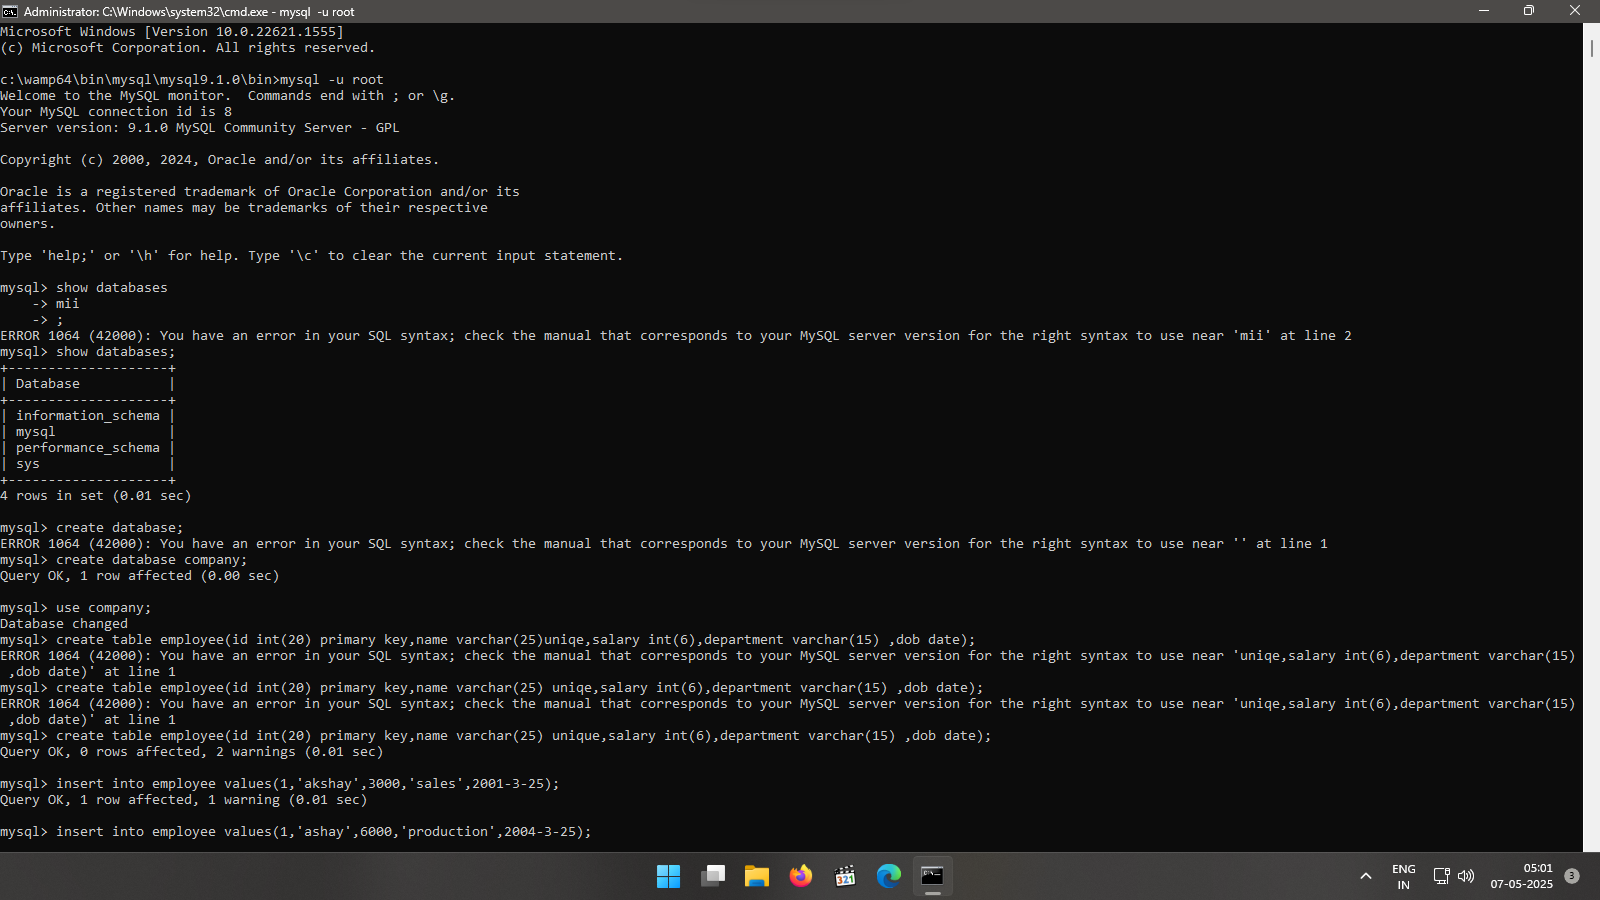 Administrator: C:\Windows\system32\cmd.exe - mysql  -u root
Microsoft Windows [Version 10.0.22621.1555]
(c) Microsoft Corporation. All rights reserved.
c:\wamp64\bin\mysql\mysql9.1.0\bin>mysql -u root
Welcome to the MySQL monitor.  Commands end with ; or \g.
Your MySQL connection id is 8
Server version: 9.1.0 MySQL Community Server - GPL
Copyright (c) 2000, 2024, Oracle and/or its affiliates.
Oracle is a registered trademark of Oracle Corporation and/or its
affiliates. Other names may be trademarks of their respective
owners.
Type 'help;' or '\h' for help. Type '\c' to clear the current input statement.
mysql> show databases
    -> mii
    -> ;
ERROR 1064 (42000): You have an error in your SQL syntax; check the manual that corresponds to your MySQL server version for the right syntax to use near 'mii' at line 2
mysql> show databases;
+--------------------+
| Database           |
+--------------------+
| information_schema |
| mysql              |
| performance_schema |
| sys                |
+--------------------+
4 rows in set (0.01 sec)
mysql> create database;
ERROR 1064 (42000): You have an error in your SQL syntax; check the manual that corresponds to your MySQL server version for the right syntax to use near '' at line 1
mysql> create database company;
Query OK, 1 row affected (0.00 sec)
mysql> use company;
Database changed
mysql> create table employee(id int(20) primary key,name varchar(25)uniqe,salary int(6),department varchar(15) ,dob date);
ERROR 1064 (42000): You have an error in your SQL syntax; check the manual that corresponds to your MySQL server version for the right syntax to use near 'uniqe,salary int(6),department varchar(15)
 ,dob date)' at line 1
mysql> create table employee(id int(20) primary key,name varchar(25) uniqe,salary int(6),department varchar(15) ,dob date);
ERROR 1064 (42000): You have an error in your SQL syntax; check the manual that corresponds to your MySQL server version for the right syntax to use near 'uniqe,salary int(6),department varchar(15)
 ,dob date)' at line 1
mysql> create table employee(id int(20) primary key,name varchar(25) unique,salary int(6),department varchar(15) ,dob date);
Query OK, 0 rows affected, 2 warnings (0.01 sec)
mysql> insert into employee values(1,'akshay',3000,'sales',2001-3-25);
Query OK, 1 row affected, 1 warning (0.01 sec)
mysql> insert into employee values(1,'ashay',6000,'production',2004-3-25);
321
ENG
IN
05:01
07-05-2025
3